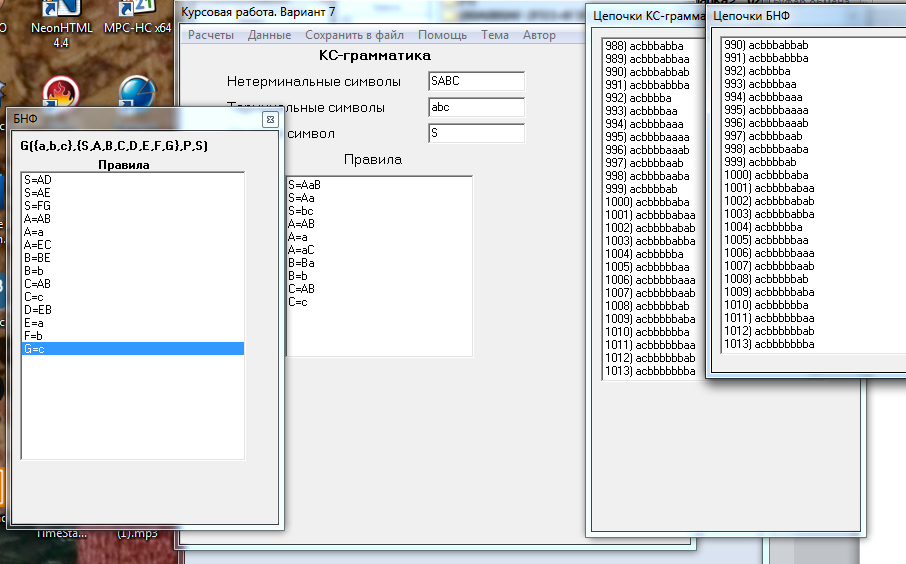 NeonHTML
4.4
MPC-HC x64
Курсовая работа. Вариант 7
Расчеты Данные Сохранить в файл Помощь Тема Автор
КС-грамматика
Нетерминальные символы
SABC
символы
abc
символ
S
Правила
S=AaB
S=Aa
S=bc
A=AB
A=a
A=aC
B=Ba
B=b
C=AB
C=c
БНФ
G({a,b,c},{S,A,B,C,D,E,F,G},P,S)
Правила
S=AD
S=AE
S=FG
A=AB
A=a
A=EC
B=BE
B=b
C=AB
C=c
D=EB
E=a
F=b
G=c
(1).mp3
Цепочки КС-грамма
988) acbbbabba
989) acbbbabbaa
990) acbbbabbab
991) acbbbabbba
992) acbbbba
993) acbbbbaa
994) acbbbbaaa
995) acbbbbaaaa
996) acbbbbaaab
997) acbbbbaab
998) acbbbbaaba
999) acbbbbab
1000) acbbbbaba
1001) acbbbbabaa
1002) acbbbbabab
1003) acbbbbabba
1004) acbbbbba
1005) acbbbbbaa
1006) acbbbbbaaa
1007) acbbbbbaab
1008) acbbbbbab
1009) acbbbbbaba
1010) acbbbbbba
1011) acbbbbbbaa
1012) acbbbbbbab
1013) acbbbbbbba
Цепочки БНФ
990) acbbbabbab
991) acbbbabbba
992) acbbbba
993) acbbbbaa
994) acbbbbaaa
995) acbbbbaaaa
996) acbbbbaaab
997) acbbbbaab
998) acbbbbaaba
999) acbbbbab
1000) acbbbbaba
1001) acbbbbabaa
1002) acbbbbabab
1003) acbbbbabba
1004) acbbbbba
1005) acbbbbbaa
1006) acbbbbbaaa
1007) acbbbbbaab
1008) acbbbbbab
1009) acbbbbbaba
1010) acbbbbbba
1011) acbbbbbbaa
1012) acbbbbbbab
1013) acbbbbbbba